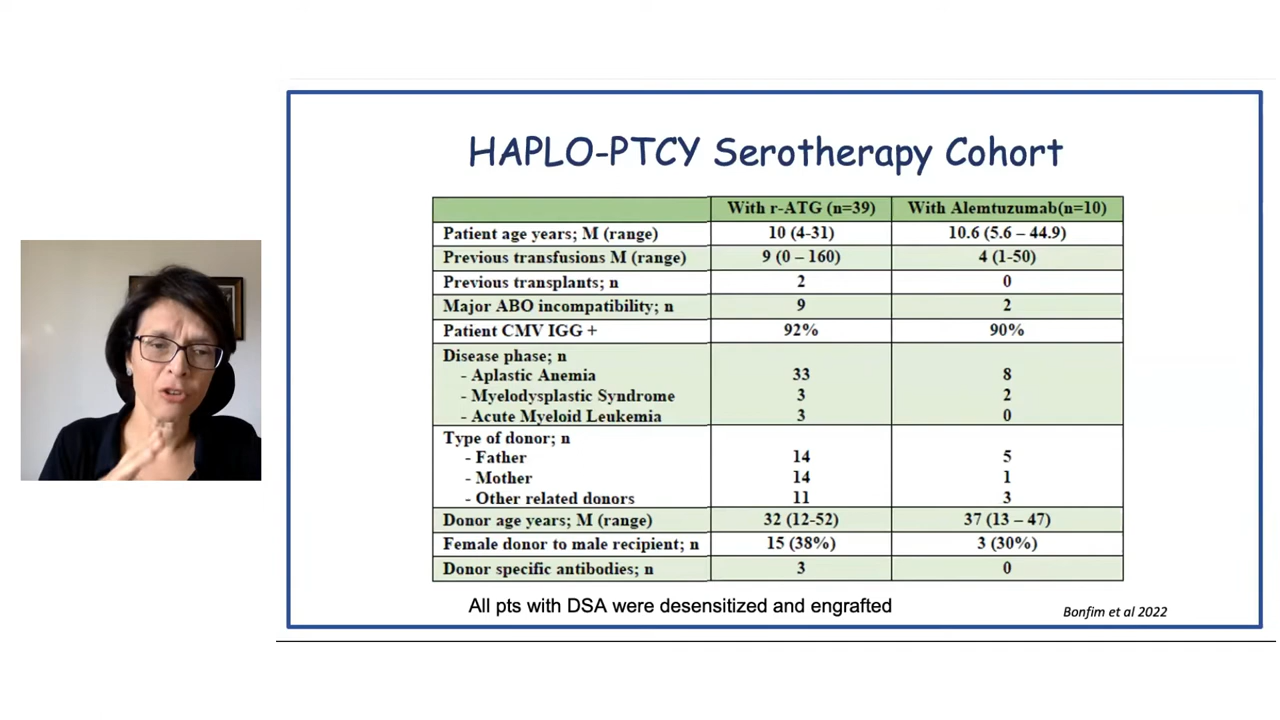 HAPLO-PTCY Serotherapy Cohort
With r-ATG (n=39) With Alemtuzumab(n=10)
Patient age years; M (range) 10 (4-31) 10.6 (5.6 – 44.9)
Previous transfusions M (range) 9 (0 – 160) 4 (1-50)
Previous transplants; n 2 0
Major ABO incompatibility; n 9 2
Patient CMV IGG + 92% 90%
Disease phase; n
- Aplastic Anemia 33 8
- Myelodysplastic Syndrome 3 2
- Acute Myeloid Leukemia 3 0
Type of donor; n
- Father 14 5
- Mother 14 1
- Other related donors 11 3
Donor age years; M (range) 32 (12-52) 37 (13 – 47)
Female donor to male recipient; n 15 (38%) 3 (30%)
Donor specific antibodies; n 3 0
All pts with DSA were desensitized and engrafted
Bonfim et al 2022